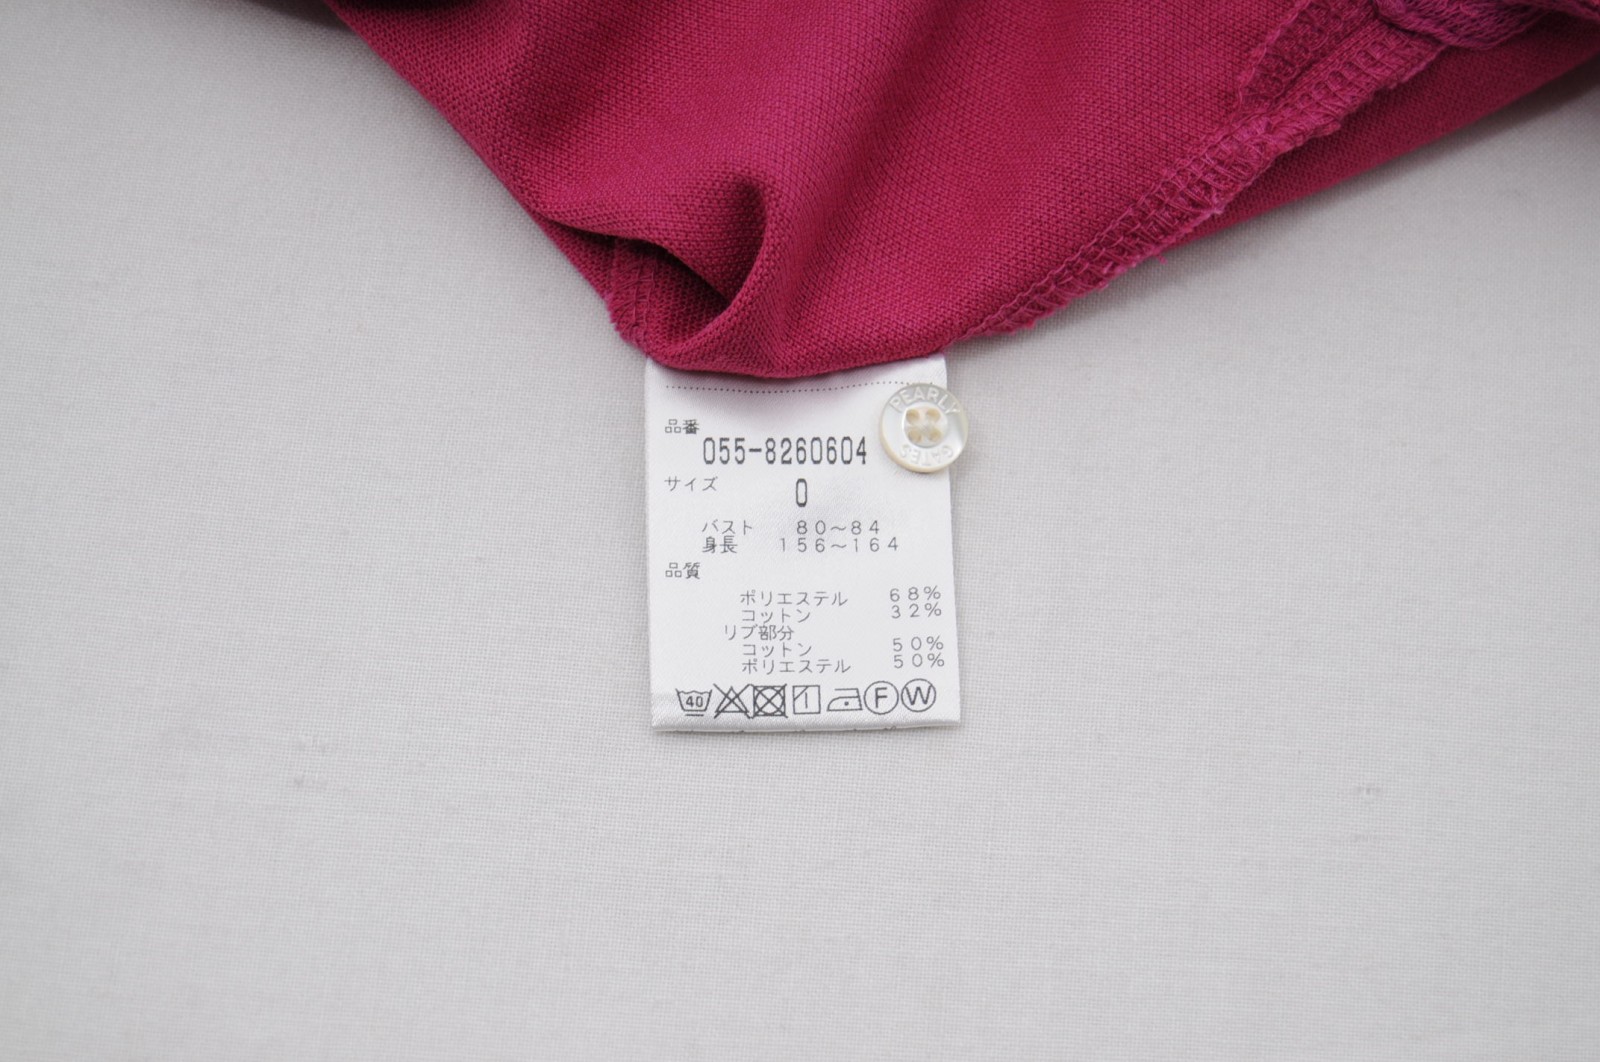 PEARLY
GATES
品番
055-8260604
サイズ
0
バスト 80~84
身長 156~164
品質
ポリエステル 68%
コットン 32%
リブ部分
コットン 50%
ポリエステル 50%
40 F W